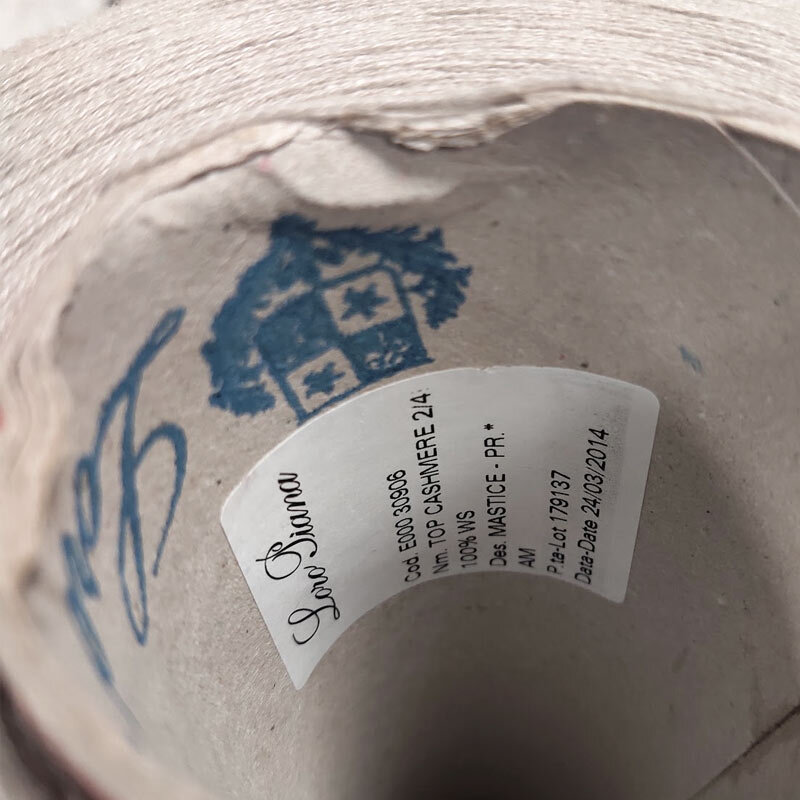 Loro Piana
Cod. E000 30906
Nm. TOP CASHMERE 2/4
100% WS
Des. MASTICE - PR.*
AM
P.ta-Lot 179137
Data-Date 24/03/2014
Loro